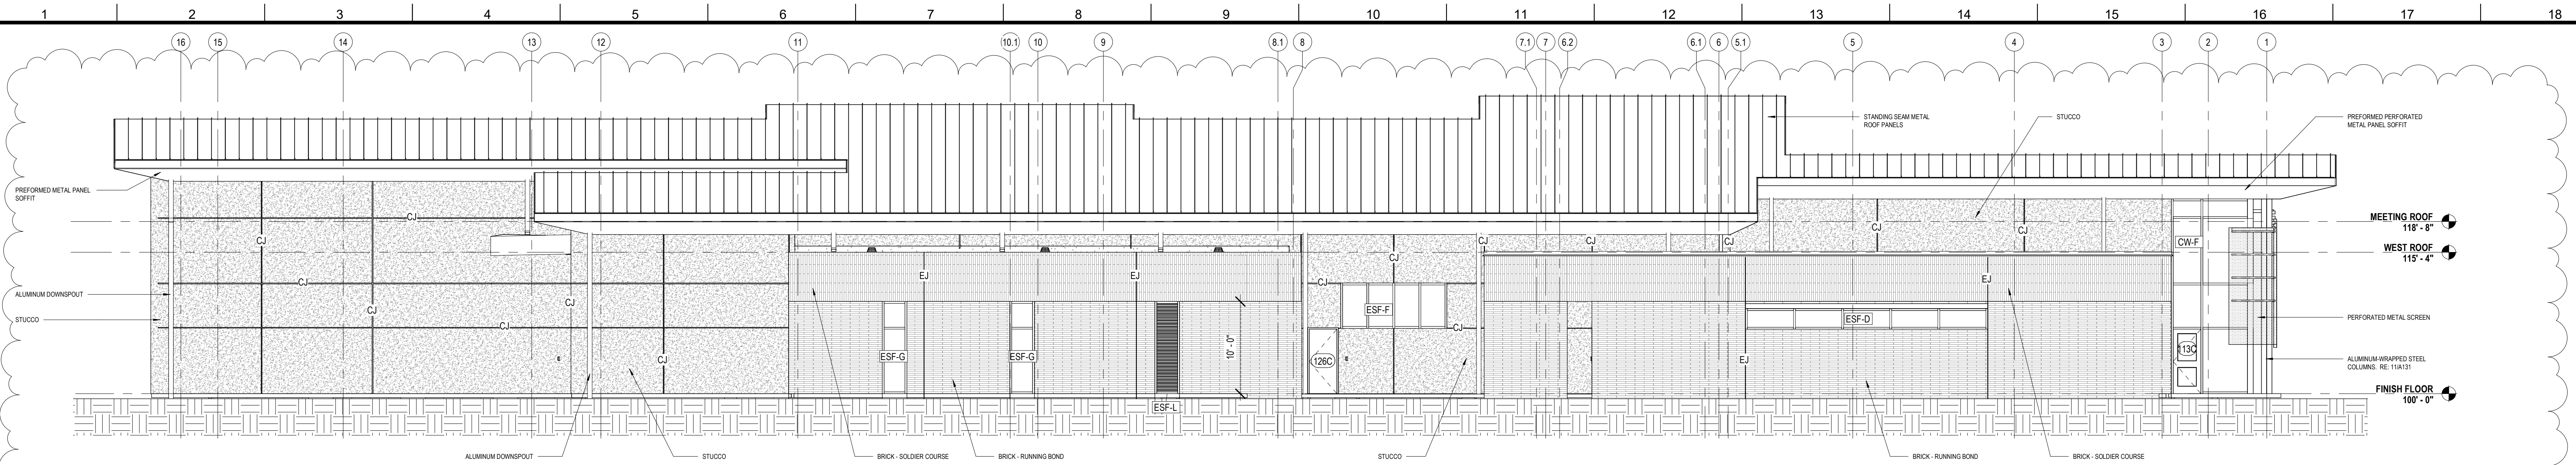 1 2 3 4 5 6 7 8 9 10 11 12 13 14 15 16 17 18
16 15 14 13 12 11 10.1 10 9 8.1 8 7.1 7 6.2 6.1 6 5.1 5 4 3 2 1
STANDING SEAM METAL
ROOF PANELS
STUCCO
PREFORMED PERFORATED
METAL PANEL SOFFIT
PREFORMED METAL PANEL
SOFFIT
CJ
CJ
CJ
CJ
CJ
CJ
CJ
CJ
EJ
EJ
CJ
CJ
CJ
CJ
CJ
CJ
CJ
CJ
EJ
EJ
MEETING ROOF
118' - 8"
WEST ROOF
115' - 4"
CW-F
ALUMINUM DOWNSPOUT
STUCCO
ESF-F
ESF-D
PERFORATED METAL SCREEN
ESF-G
ESF-G
10' - 0"
126C
113C
ALUMINUM-WRAPPED STEEL
COLUMNS. RE: 11/A131
FINISH FLOOR
100' - 0"
ESF-L
ALUMINUM DOWNSPOUT
STUCCO
BRICK - SOLDIER COURSE
BRICK - RUNNING BOND
STUCCO
BRICK - RUNNING BOND
BRICK - SOLDIER COURSE